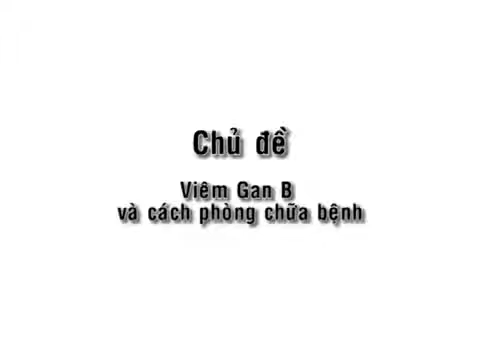 Chủ đề
Viêm Gan B
và cách phòng chữa bệnh